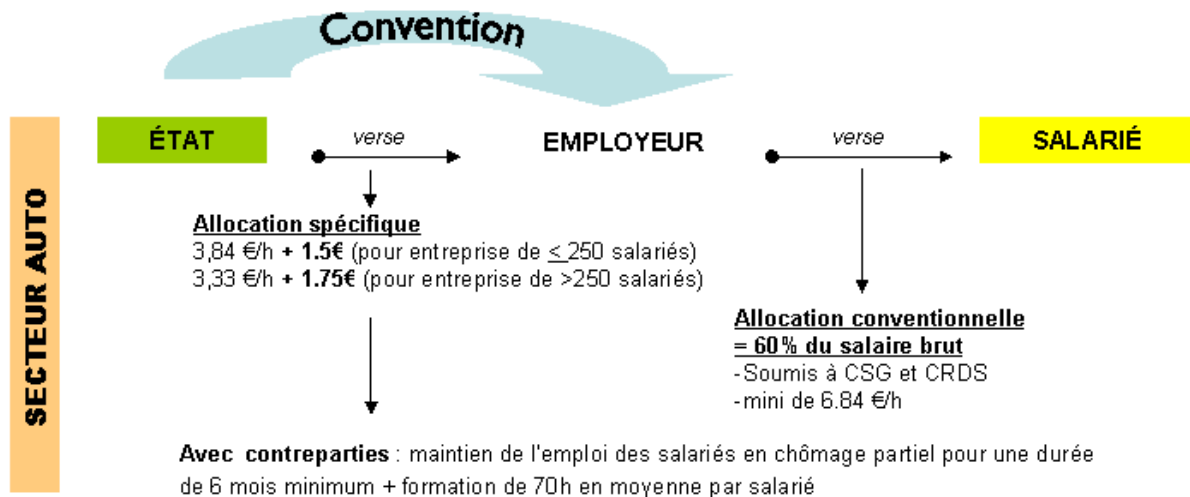 Convention
SECTEUR AUTO
ÉTAT
verse
EMPLOYEUR
verse
SALARIÉ
Allocation spécifique
3,84 €/h + 1.5€ (pour entreprise de < 250 salariés)
3,33 €/h + 1.75€ (pour entreprise de >250 salariés)
Allocation conventionnelle
= 60% du salaire brut
-Soumis à CSG et CRDS
-mini de 6.84 €/h
Avec contreparties : maintien de l'emploi des salariés en chômage partiel pour une durée
de 6 mois minimum + formation de 70h en moyenne par salarié